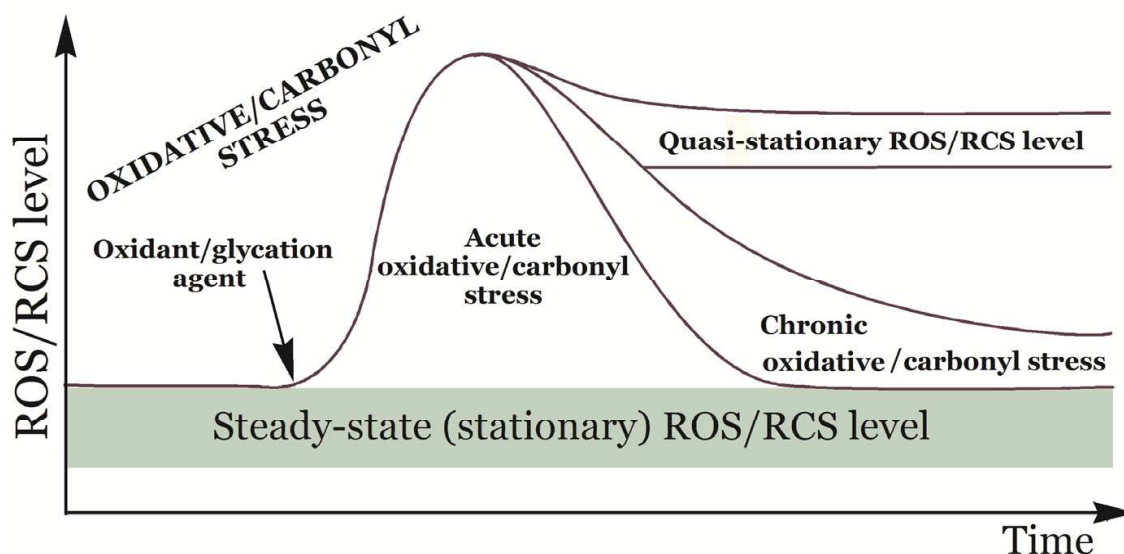 OXIDATIVE/CARBONYL
STRESS
ROS/RCS level
Oxidant/glycation
agent
Acute
oxidative/carbonyl
stress
Quasi-stationary ROS/RCS level
Chronic
oxidative/carbonyl stress
Steady-state (stationary) ROS/RCS level
Time